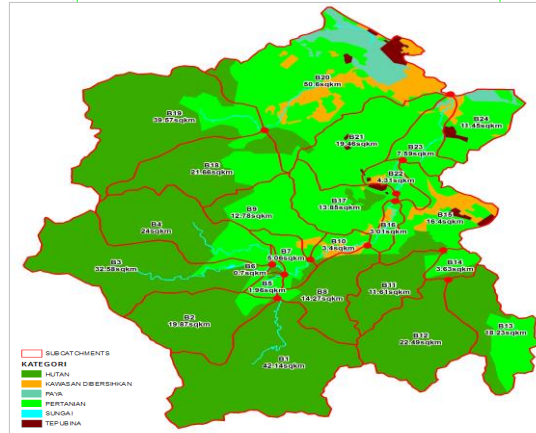 B20
50.6sqkm
B19
39.87sqkm
B24
11.45sqkm
B21
19.46sqkm
B23
7.59sqkm
B18
21.66sqkm
B22
4.31sqkm
B17
13.85sqkm
B9
12.78sqkm
B15
16.4sqkm
B4
24sqkm
B16
3.01sqkm
B10
3.4sqkm
B7
5.06sqkm
B3
32.58sqkm
B6
0.7sqkm
B14
3.63sqkm
B5
1.96sqkm
B8
14.27sqkm
B11
11.61sqkm
B2
19.87sqkm
B13
18.23sqkm
B12
22.49sqkm
B1
42.14sqkm
SUBCATCHMENTS
KATEGORI
HUTAN
KAWASAN DIBERSIHKAN
PAYA
PERTANIAN
SUNGAI
TEPUBINA